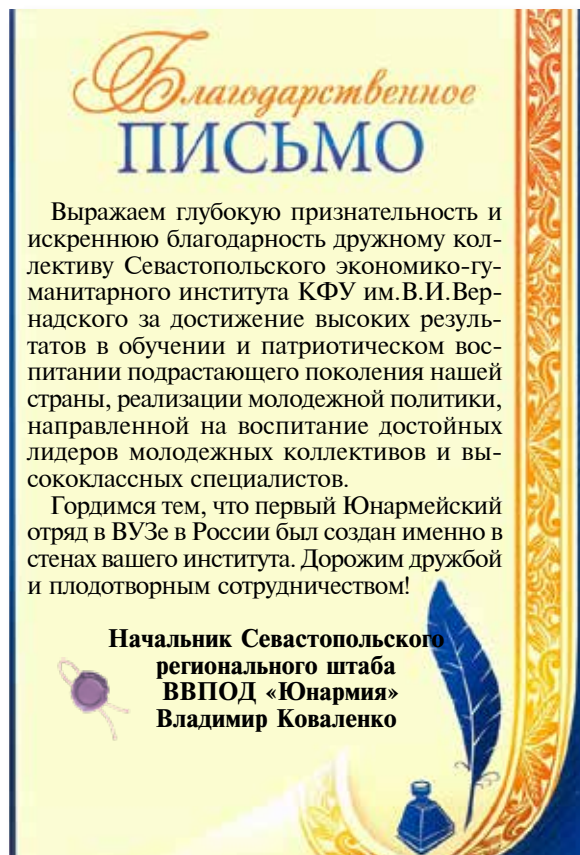 Благодарственное
ПИСЬМО
Выражаем глубокую признательность и
искреннюю благодарность дружному кол-
лективу Севастопольского экономико-гу-
манитарного института КФУ им.В.И.Вер-
надского за достижение высоких резуль-
татов в обучении и патриотическом вос-
питании подрастающего поколения нашей
страны, реализации молодежной политики,
направленной на воспитание достойных
лидеров молодежных коллективов и вы-
сококлассных специалистов.
Гордимся тем, что первый Юнармейский
отряд в ВУЗе в России был создан именно в
стенах вашего института. Дорожим дружбой
и плодотворным сотрудничеством!
Начальник Севастопольского
регионального штаба
ВВПОД «Юнармия»
Владимир Коваленко